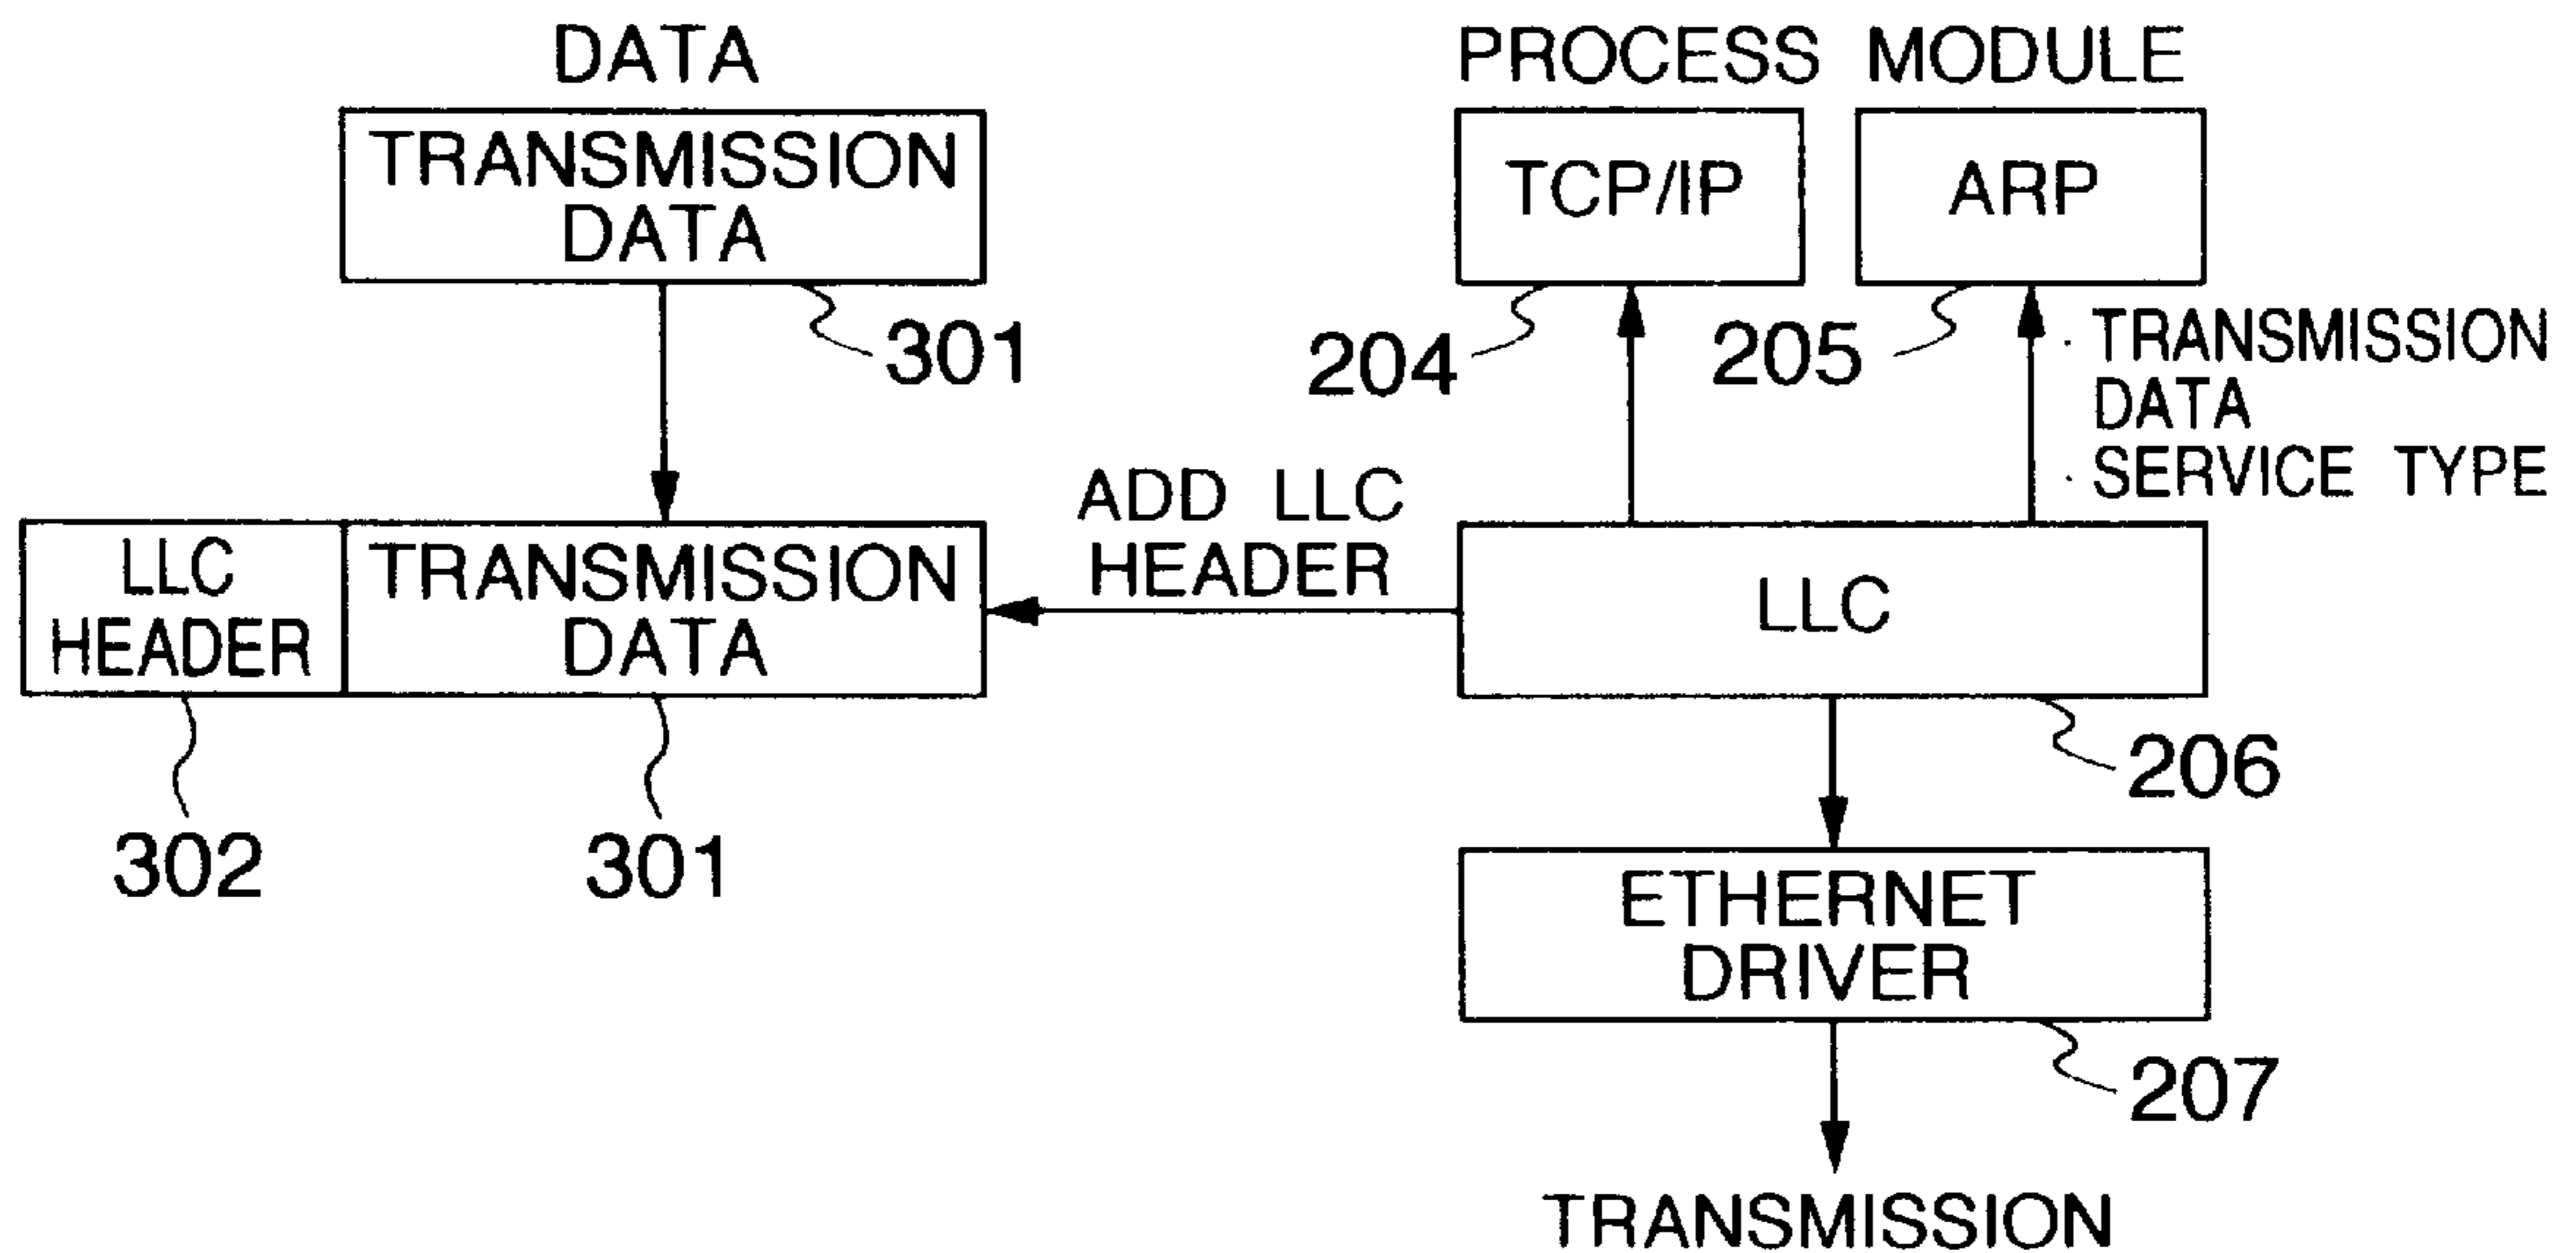 DATA
TRANSMISSION
DATA
301
PROCESS MODULE
TCP/IP
ARP
204
205
· TRANSMISSION
DATA
· SERVICE TYPE
LLC
HEADER
TRANSMISSION
DATA
302
301
ADD LLC
HEADER
LLC
206
ETHERNET
DRIVER
207
TRANSMISSION